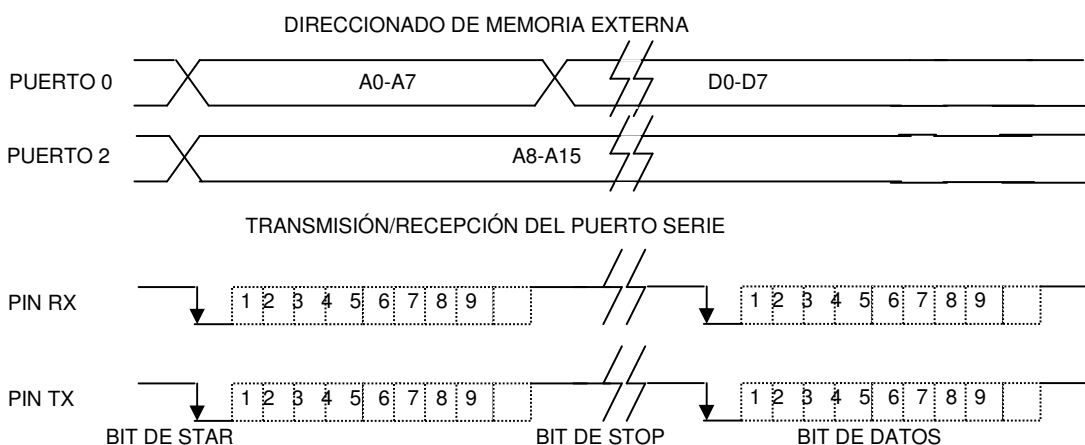 DIRECCIONADO DE MEMORIA EXTERNA
PUERTO 0
A0-A7
D0-D7
PUERTO 2
A8-A15
TRANSMISIÓN/RECEPCIÓN DEL PUERTO SERIE
PIN RX
1 2 3 4 5 6 7 8 9
1 2 3 4 5 6 7 8 9
PIN TX
1 2 3 4 5 6 7 8 9
1 2 3 4 5 6 7 8 9
BIT DE STAR
BIT DE STOP
BIT DE DATOS